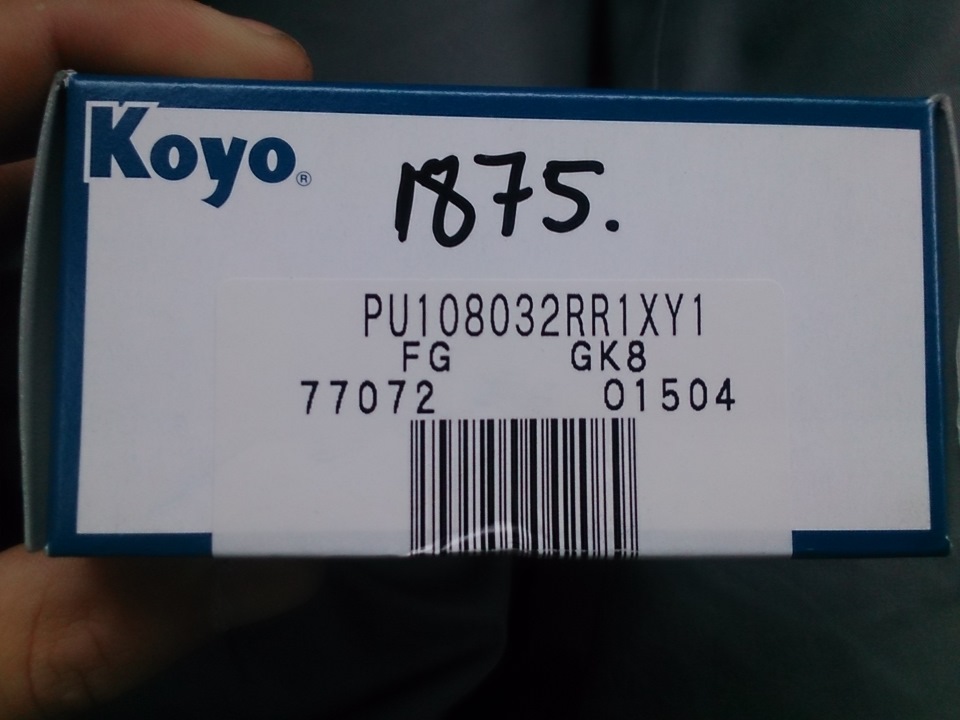 Koyo®
1875.
PU108032RR1XY1
FG GK8
77072 01504